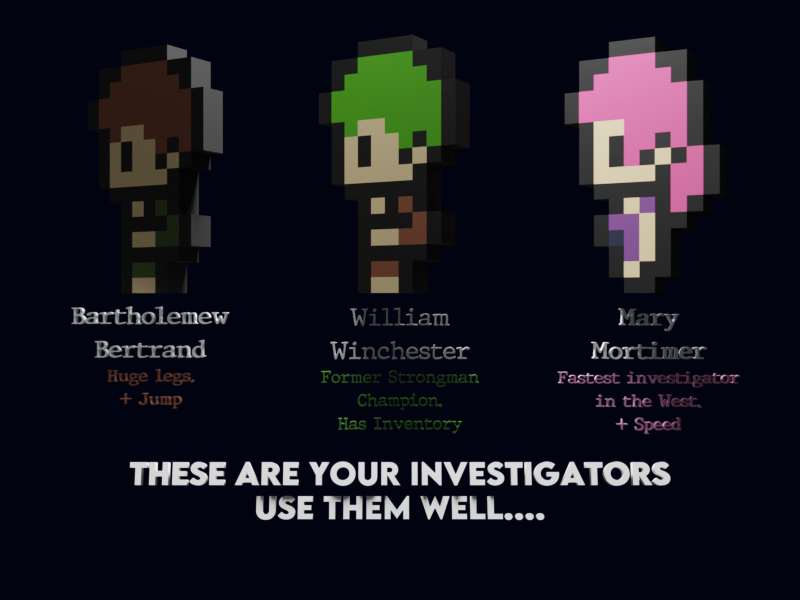 Bartholemew
Bertrand
Huge legs.
+ Jump
William
Winchester
Former Strongman
Champion.
Has Inventory
Mary
Mortimer
Fastest investigator
in the West.
+ Speed
THESE ARE YOUR INVESTIGATORS
USE THEM WELL....